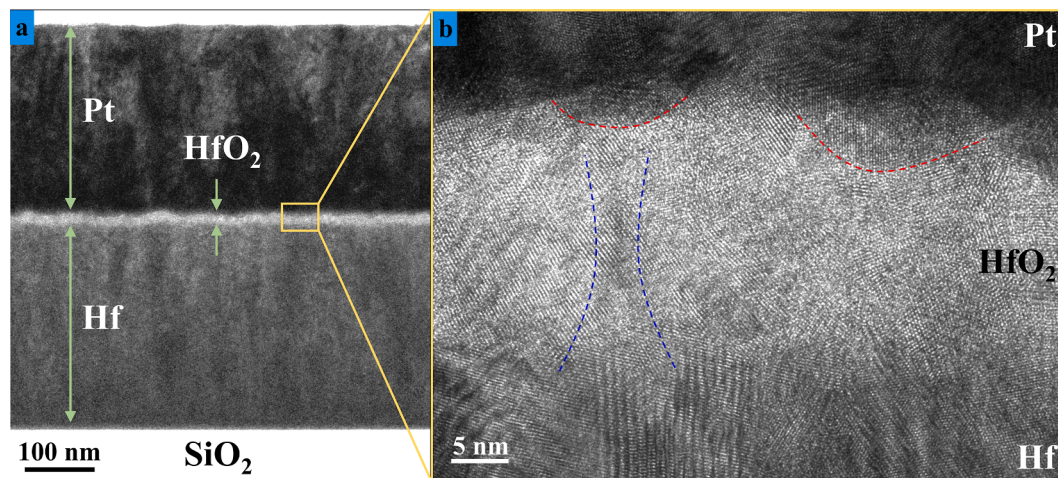 a
Pt
HfO₂
Hf
100 nm
SiO₂
b
Pt
HfO₂
5 nm
Hf